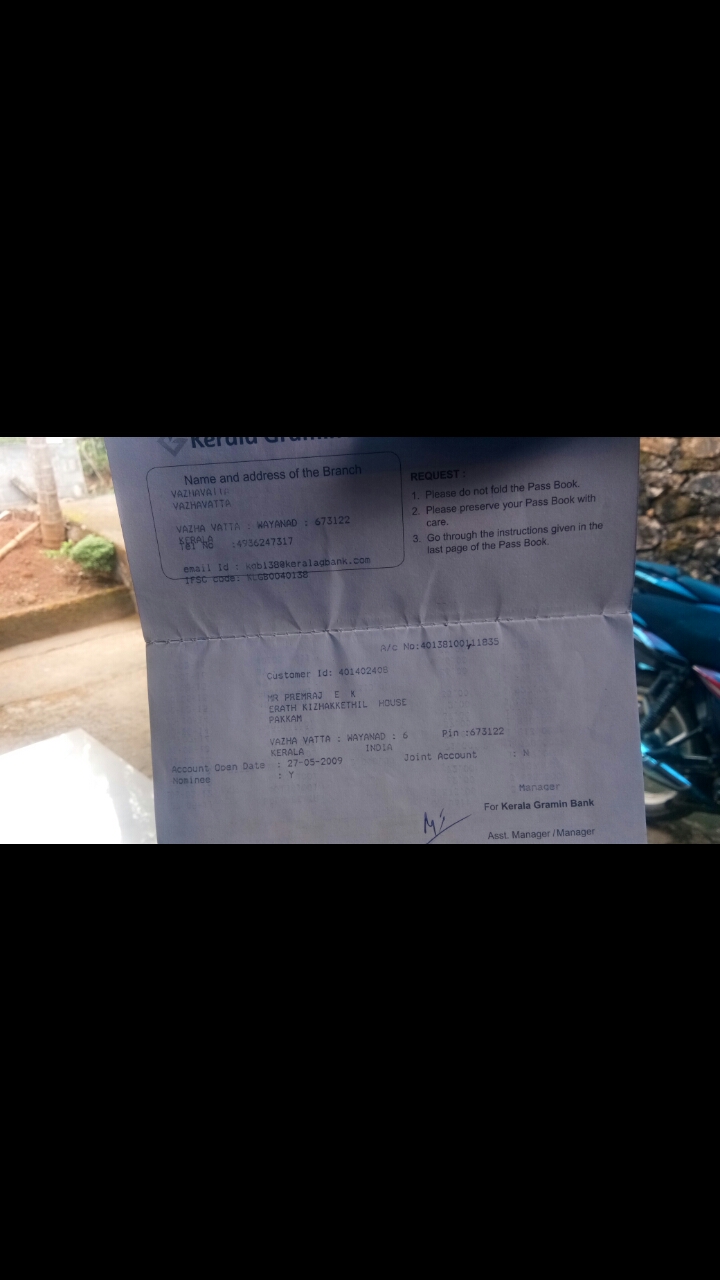 Kerala Gramin
Name and address of the Branch
VAZHAVATTA
VAZHAVATTA
VAZHA VATTA : WAYANAD : 673122
KERALA
Tel No :4936247317
email Id : kgb138@keralagbank.com
IFSC code: KLGB0040138
REQUEST :
1. Please do not fold the Pass Book.
2. Please preserve your Pass Book with
care.
3. Go through the instructions given in the
last page of the Pass Book.
A/c No:40138100111835
Customer Id: 401402408
MR PREMRAJ E K
ERATH KIZHAKKETHIL HOUSE
PAKKAM
VAZHA VATTA : WAYANAD : 6 Pin :673122
KERALA INDIA
Account Open Date : 27-05-2009 Joint Account : N
Nominee : Y
Manager
For Kerala Gramin Bank
Asst. Manager / Manager